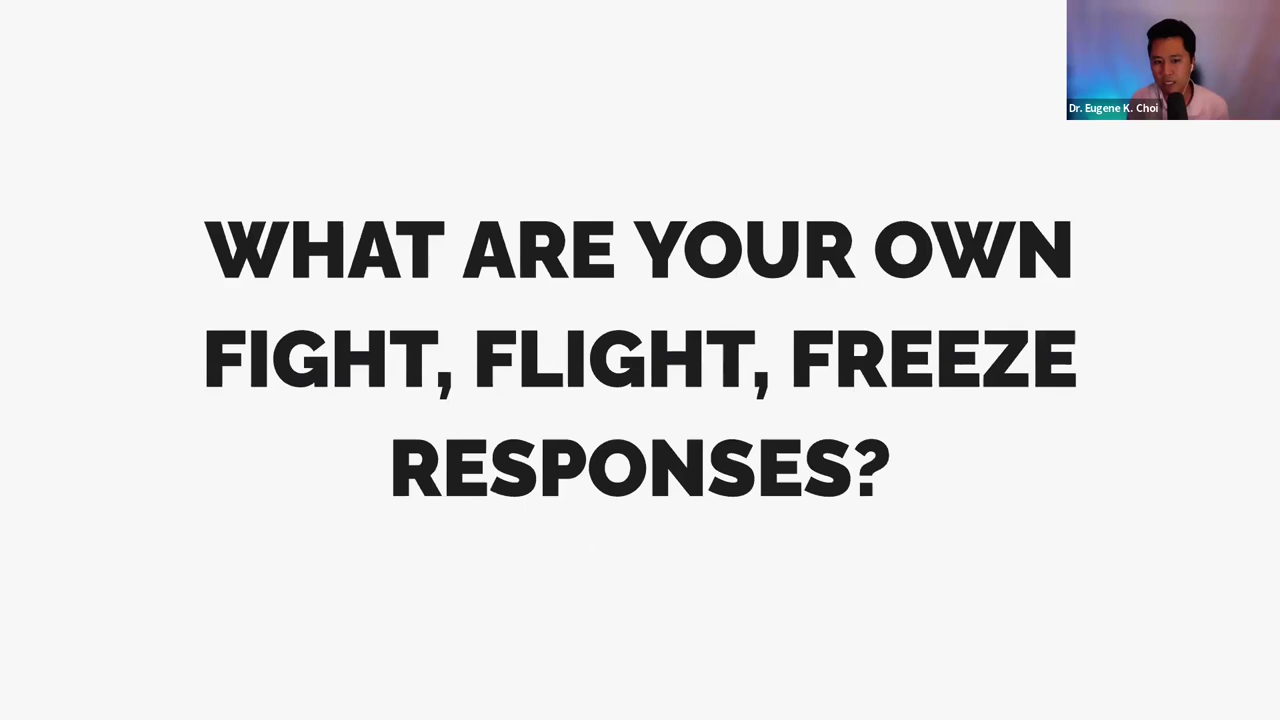 Dr. Eugene K. Choi
WHAT ARE YOUR OWN
FIGHT, FLIGHT, FREEZE
RESPONSES?